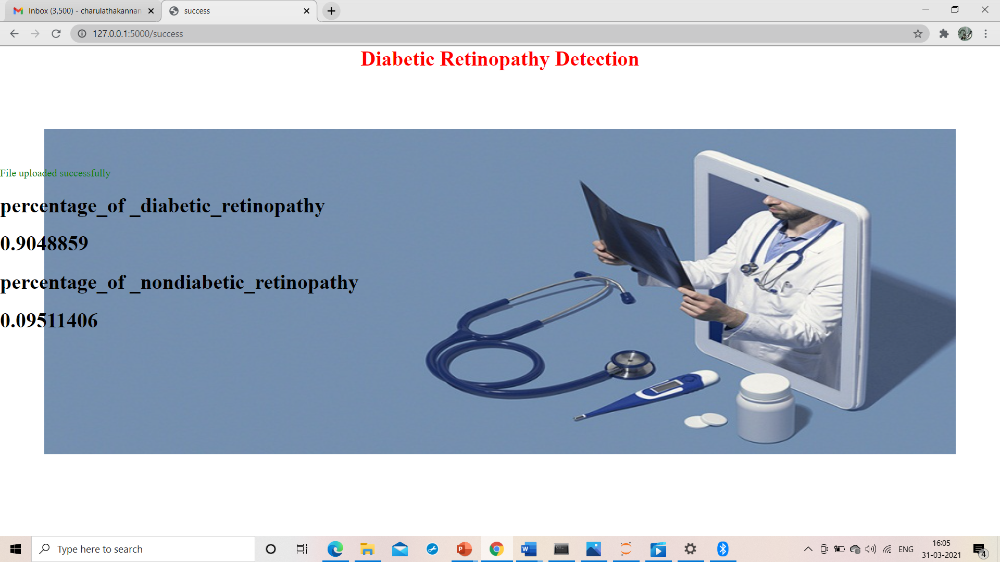 Inbox (3,500) - charulathakannan
success
127.0.0.1:5000/success
Diabetic Retinopathy Detection
File uploaded successfully
percentage_of _diabetic_retinopathy
0.9048859
percentage_of _nondiabetic_retinopathy
0.09511406
Type here to search
ENG
16:05
31-03-2021
4